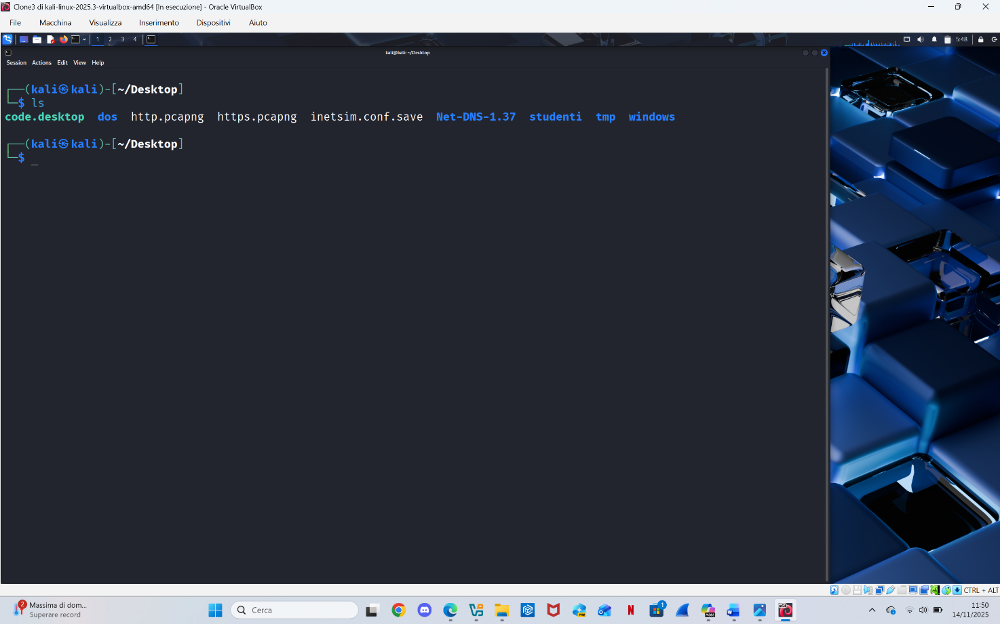 Clone3 di kali-linux-2025.3-virtualbox-amd64 [In esecuzione] - Oracle VirtualBox
File Macchina Visualizza Inserimento Dispositivi Aiuto
1 2 3 4 5:48
kali@kali: ~/Desktop
Session Actions Edit View Help
┌──(kali㉿kali)-[~/Desktop]
└─$ ls
code.desktop dos http.pcapng https.pcapng inetsim.conf.save Net-DNS-1.37 studenti tmp windows
┌──(kali㉿kali)-[~/Desktop]
└─$ _
CTRL + ALT
2 Massima di dom...
Superare record
Cerca
1
11:50
14/11/2025